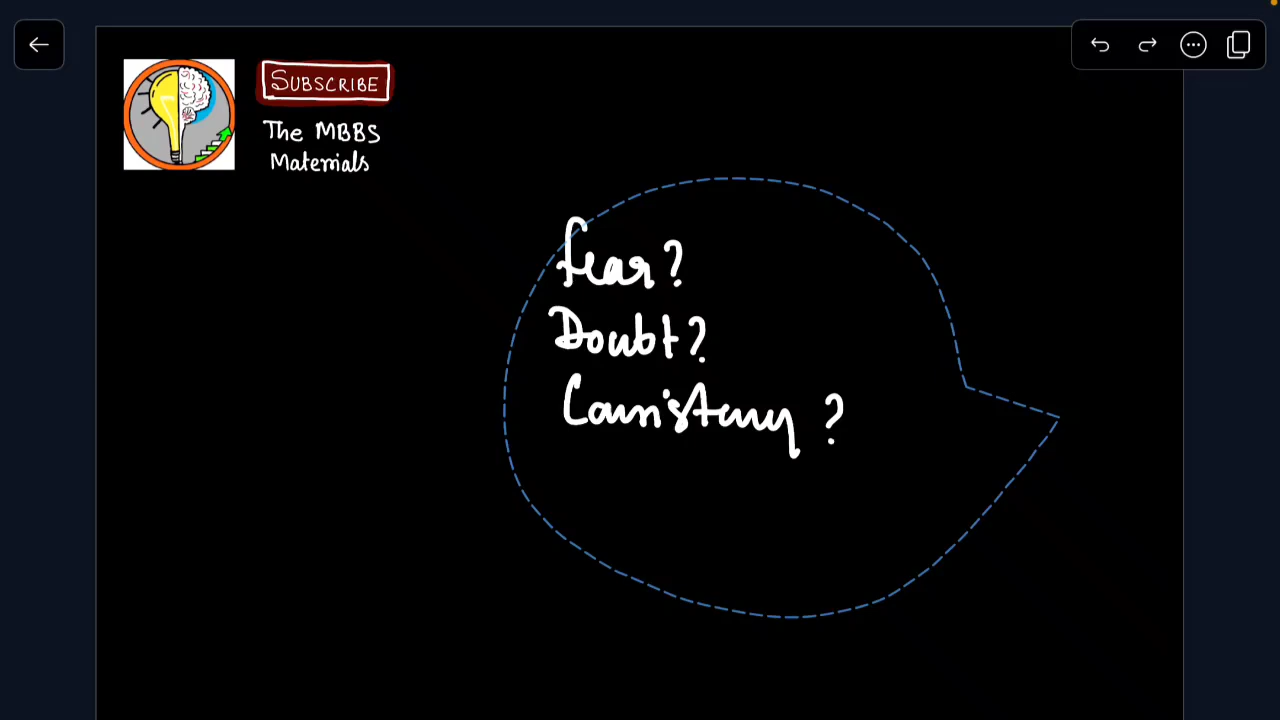 SUBSCRIBE
The MBBS
Materials
fear?
Doubt?
Consistency ?